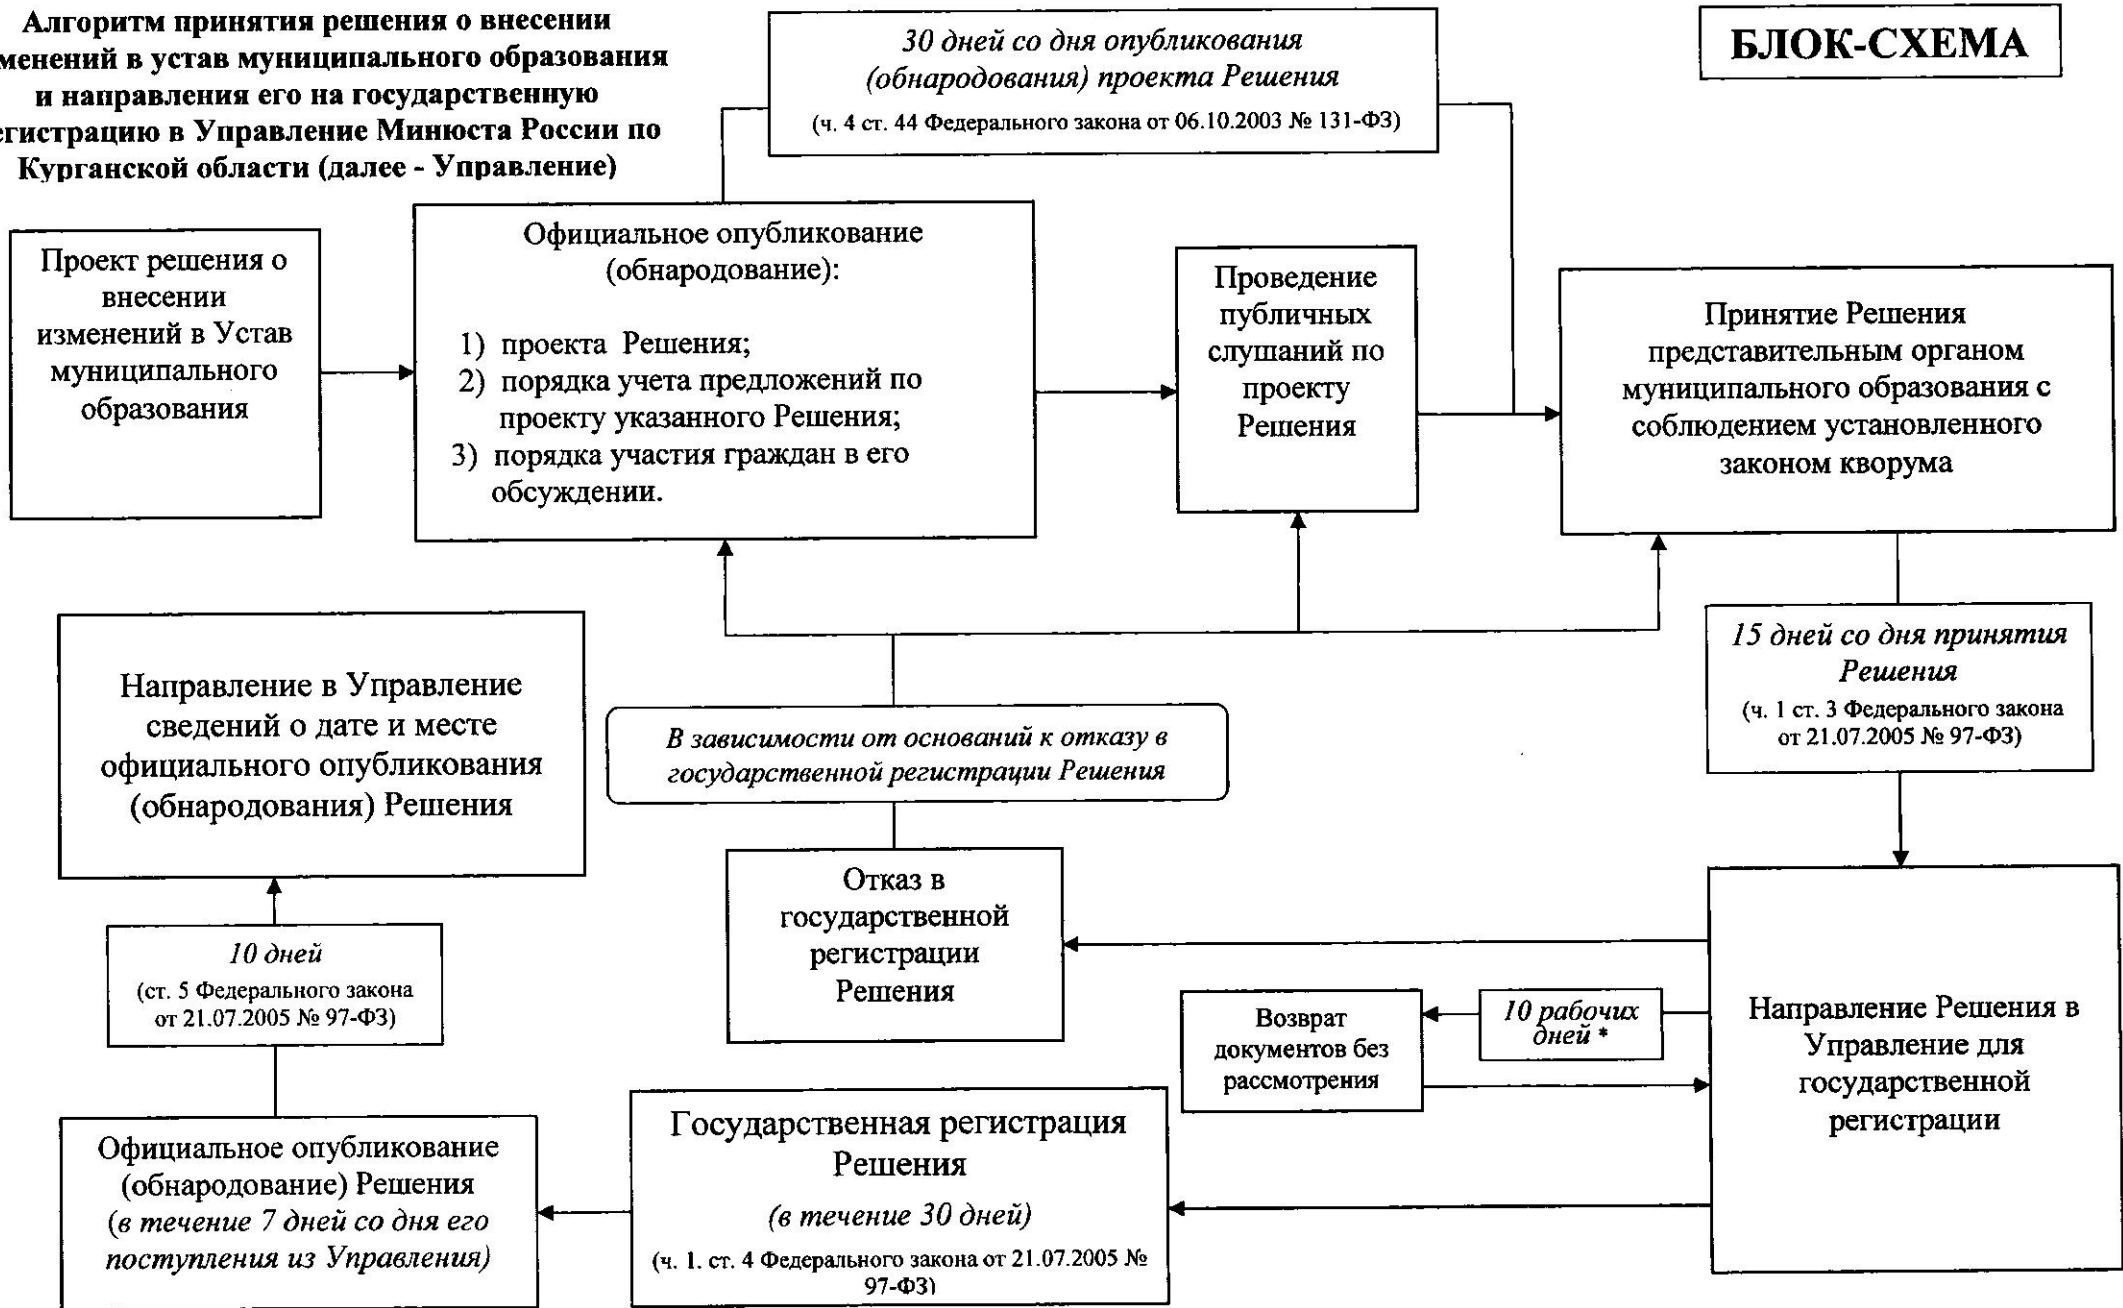 Алгоритм принятия решения о внесении
менений в устав муниципального образования
и направления его на государственную
егистрацию в Управление Минюста России по
Курганской области (далее - Управление)
30 дней со дня опубликования
(обнародования) проекта Решения
(ч. 4 ст. 44 Федерального закона от 06.10.2003 № 131-ФЗ)
БЛОК-СХЕМА
Проект решения о
внесении
изменений в Устав
муниципального
образования
Официальное опубликование
(обнародование):
1) проекта Решения;
2) порядка учета предложений по
проекту указанного Решения;
3) порядка участия граждан в его
обсуждении.
Проведение
публичных
слушаний по
проекту
Решения
Принятие Решения
представительным органом
муниципального образования с
соблюдением установленного
законом кворума
15 дней со дня принятия
Решения
(ч. 1 ст. 3 Федерального закона
от 21.07.2005 № 97-ФЗ)
Направление в Управление
сведений о дате и месте
официального опубликования
(обнародования) Решения
В зависимости от оснований к отказу в
государственной регистрации Решения
Отказ в
государственной
регистрации
Решения
10 дней
(ст. 5 Федерального закона
от 21.07.2005 № 97-ФЗ)
Возврат
документов без
рассмотрения
10 рабочих
дней *
Направление Решения в
Управление для
государственной
регистрации
Официальное опубликование
(обнародование) Решения
(в течение 7 дней со дня его
поступления из Управления)
Государственная регистрация
Решения
(в течение 30 дней)
(ч. 1. ст. 4 Федерального закона от 21.07.2005 №
97-ФЗ)